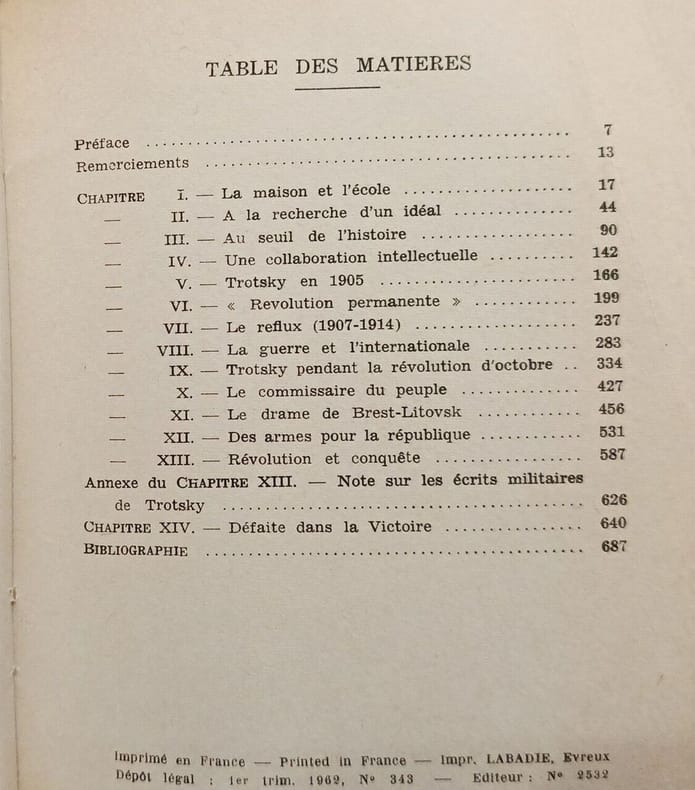 TABLE DES MATIERES
Préface ........ 7
Remerciements ........ 13
CHAPITRE I. — La maison et l'école ........ 17
— II. — A la recherche d'un idéal ........ 44
— III. — Au seuil de l'histoire ........ 90
— IV. — Une collaboration intellectuelle ........ 142
— V. — Trotsky en 1905 ........ 166
— VI. — « Revolution permanente » ........ 199
— VII. — Le reflux (1907-1914) ........ 237
— VIII. — La guerre et l'internationale ........ 283
— IX. — Trotsky pendant la révolution d'octobre .. 334
— X. — Le commissaire du peuple ........ 427
— XI. — Le drame de Brest-Litovsk ........ 456
— XII. — Des armes pour la république ........ 531
— XIII. — Révolution et conquête ........ 587
Annexe du CHAPITRE XIII. — Note sur les écrits militaires
de Trotsky ........ 626
CHAPITRE XIV. — Défaite dans la Victoire ........ 640
BIBLIOGRAPHIE ........ 687
Imprimé en France — Printed in France — Impr. LABADIE, Evreux
Dépôt légal : 1er trim. 1962, N° 343 — Editeur : N° 2532